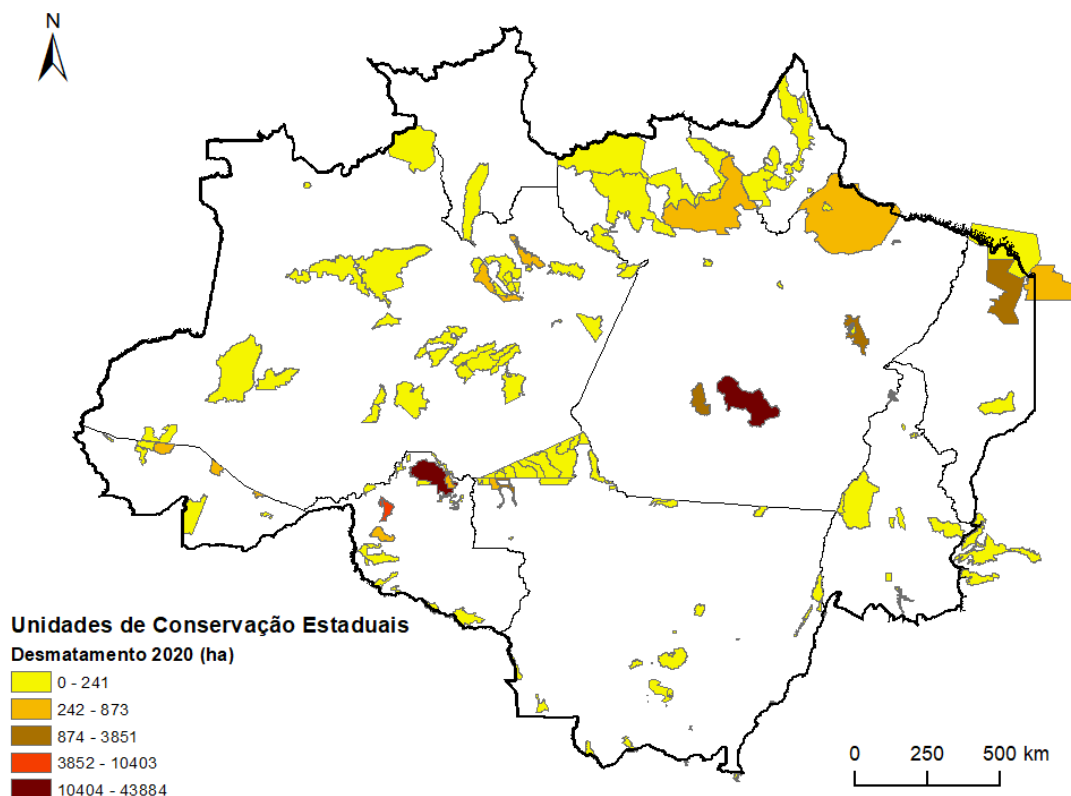 N
Unidades de Conservação Estaduais
Desmatamento 2020 (ha)
0 - 241
242 - 873
874 - 3851
3852 - 10403
10404 - 43884
0 250 500 km